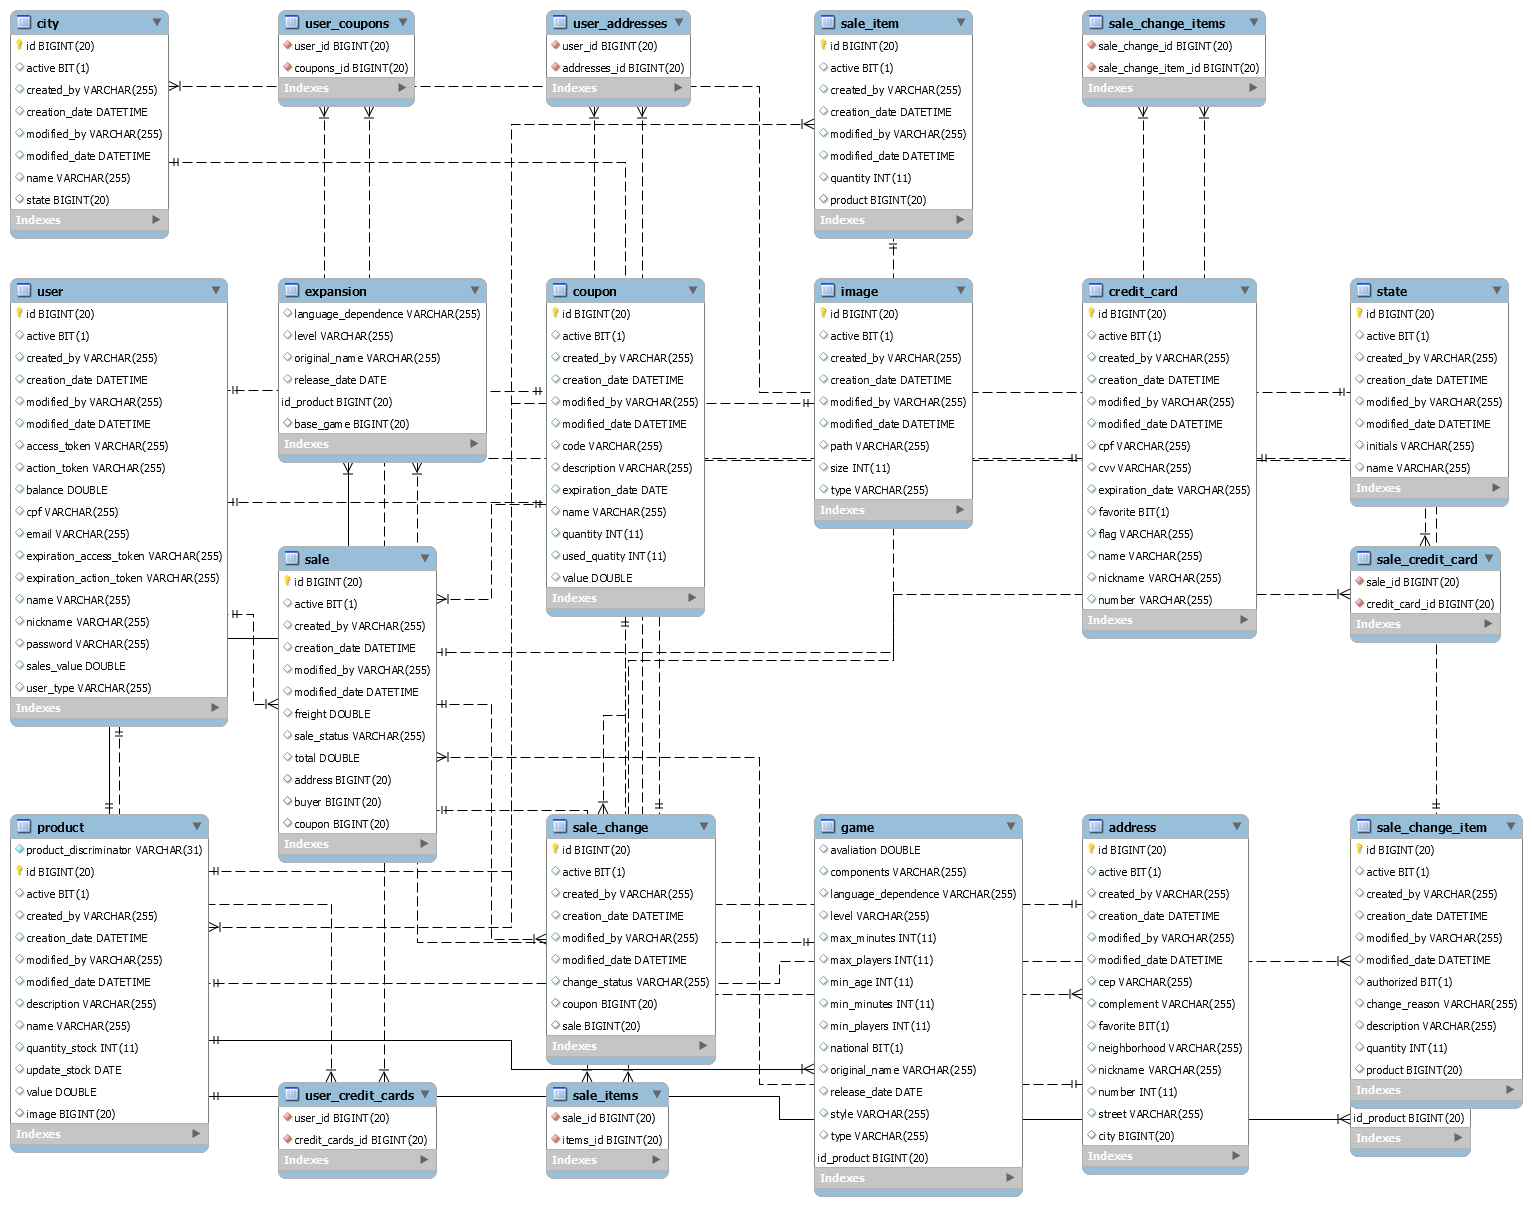 city
id BIGINT(20)
active BIT(1)
created_by VARCHAR(255)
creation_date DATETIME
modified_by VARCHAR(255)
modified_date DATETIME
name VARCHAR(255)
state BIGINT(20)
Indexes
user_coupons
user_id BIGINT(20)
coupons_id BIGINT(20)
Indexes
user_addresses
user_id BIGINT(20)
addresses_id BIGINT(20)
Indexes
sale_item
id BIGINT(20)
active BIT(1)
created_by VARCHAR(255)
creation_date DATETIME
modified_by VARCHAR(255)
modified_date DATETIME
quantity INT(11)
product BIGINT(20)
Indexes
sale_change_items
sale_change_id BIGINT(20)
sale_change_item_id BIGINT(20)
Indexes
user
id BIGINT(20)
active BIT(1)
created_by VARCHAR(255)
creation_date DATETIME
modified_by VARCHAR(255)
modified_date DATETIME
access_token VARCHAR(255)
action_token VARCHAR(255)
balance DOUBLE
cpf VARCHAR(255)
email VARCHAR(255)
expiration_access_token VARCHAR(255)
expiration_action_token VARCHAR(255)
name VARCHAR(255)
nickname VARCHAR(255)
password VARCHAR(255)
sales_value DOUBLE
user_type VARCHAR(255)
Indexes
expansion
language_dependence VARCHAR(255)
level VARCHAR(255)
original_name VARCHAR(255)
release_date DATE
id_product BIGINT(20)
base_game BIGINT(20)
Indexes
coupon
id BIGINT(20)
active BIT(1)
created_by VARCHAR(255)
creation_date DATETIME
modified_by VARCHAR(255)
modified_date DATETIME
code VARCHAR(255)
description VARCHAR(255)
expiration_date DATE
name VARCHAR(255)
quantity INT(11)
used_quatity INT(11)
value DOUBLE
Indexes
image
id BIGINT(20)
active BIT(1)
created_by VARCHAR(255)
creation_date DATETIME
modified_by VARCHAR(255)
modified_date DATETIME
path VARCHAR(255)
size INT(11)
type VARCHAR(255)
Indexes
credit_card
id BIGINT(20)
active BIT(1)
created_by VARCHAR(255)
creation_date DATETIME
modified_by VARCHAR(255)
modified_date DATETIME
cpf VARCHAR(255)
cvv VARCHAR(255)
expiration_date VARCHAR(255)
favorite BIT(1)
flag VARCHAR(255)
name VARCHAR(255)
nickname VARCHAR(255)
number VARCHAR(255)
Indexes
state
id BIGINT(20)
active BIT(1)
created_by VARCHAR(255)
creation_date DATETIME
modified_by VARCHAR(255)
modified_date DATETIME
initials VARCHAR(255)
name VARCHAR(255)
Indexes
sale
id BIGINT(20)
active BIT(1)
created_by VARCHAR(255)
creation_date DATETIME
modified_by VARCHAR(255)
modified_date DATETIME
freight DOUBLE
sale_status VARCHAR(255)
total DOUBLE
address BIGINT(20)
buyer BIGINT(20)
coupon BIGINT(20)
Indexes
sale_credit_card
sale_id BIGINT(20)
credit_card_id BIGINT(20)
Indexes
product
product_discriminator VARCHAR(31)
id BIGINT(20)
active BIT(1)
created_by VARCHAR(255)
creation_date DATETIME
modified_by VARCHAR(255)
modified_date DATETIME
description VARCHAR(255)
name VARCHAR(255)
quantity_stock INT(11)
update_stock DATE
value DOUBLE
image BIGINT(20)
Indexes
sale_change
id BIGINT(20)
active BIT(1)
created_by VARCHAR(255)
creation_date DATETIME
modified_by VARCHAR(255)
modified_date DATETIME
change_status VARCHAR(255)
coupon BIGINT(20)
sale BIGINT(20)
Indexes
game
avaliation DOUBLE
components VARCHAR(255)
language_dependence VARCHAR(255)
level VARCHAR(255)
max_minutes INT(11)
max_players INT(11)
min_age INT(11)
min_minutes INT(11)
min_players INT(11)
national BIT(1)
original_name VARCHAR(255)
release_date DATE
style VARCHAR(255)
type VARCHAR(255)
id_product BIGINT(20)
Indexes
address
id BIGINT(20)
active BIT(1)
created_by VARCHAR(255)
creation_date DATETIME
modified_by VARCHAR(255)
modified_date DATETIME
cep VARCHAR(255)
complement VARCHAR(255)
favorite BIT(1)
neighborhood VARCHAR(255)
nickname VARCHAR(255)
number INT(11)
street VARCHAR(255)
city BIGINT(20)
Indexes
sale_change_item
id BIGINT(20)
active BIT(1)
created_by VARCHAR(255)
creation_date DATETIME
modified_by VARCHAR(255)
modified_date DATETIME
authorized BIT(1)
change_reason VARCHAR(255)
description VARCHAR(255)
quantity INT(11)
product BIGINT(20)
Indexes
id_product BIGINT(20)
Indexes
user_credit_cards
user_id BIGINT(20)
credit_cards_id BIGINT(20)
Indexes
sale_items
sale_id BIGINT(20)
items_id BIGINT(20)
Indexes